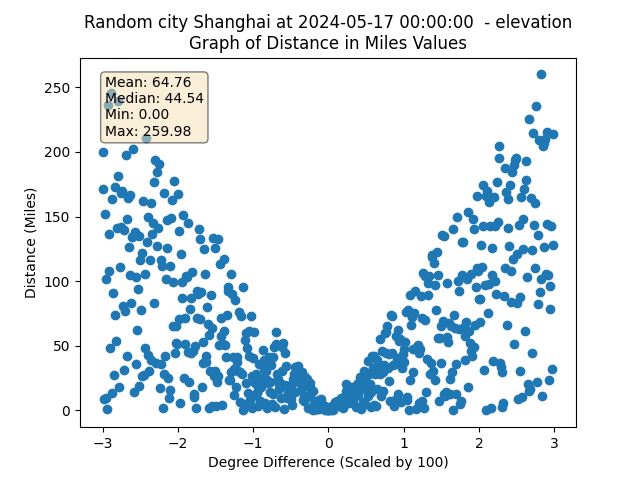 Random city Shanghai at 2024-05-17 00:00:00  - elevation
Graph of Distance in Miles Values
Mean: 64.76
Median: 44.54
Min: 0.00
Max: 259.98
Distance (Miles)
250
200
150
100
50
0
−3 −2 −1 0 1 2 3
Degree Difference (Scaled by 100)